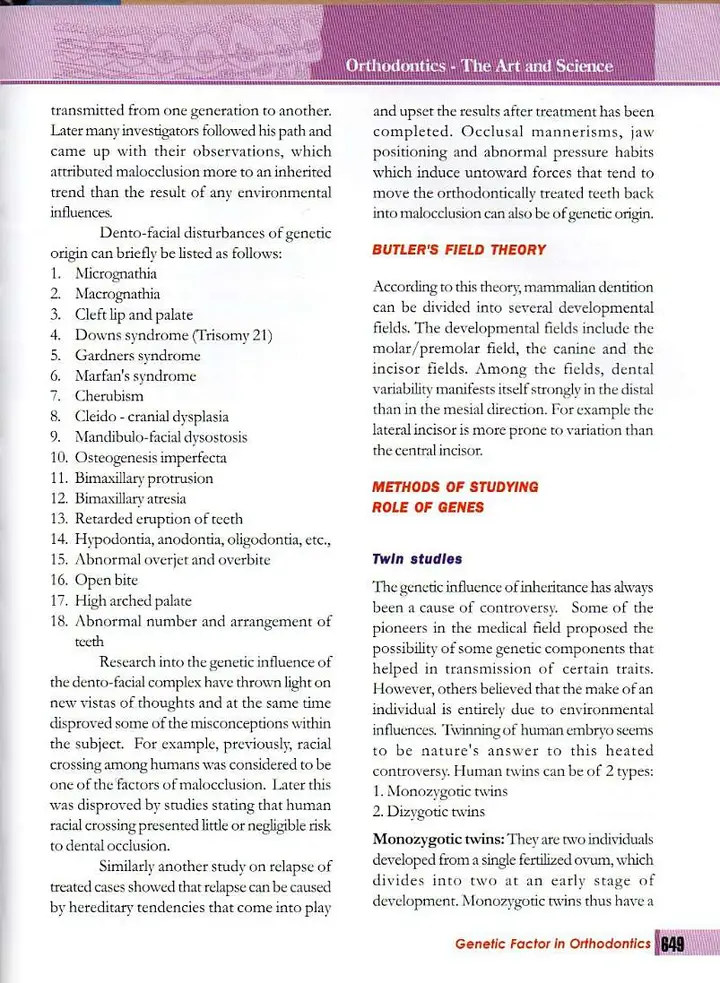 Orthodontics - The Art and Science
transmitted from one generation to another.
Later many investigators followed his path and
came up with their observations, which
attributed malocclusion more to an inherited
trend than the result of any environmental
influences.
Dento-facial disturbances of genetic
origin can briefly be listed as follows:
1. Micrognathia
2. Macrognathia
3. Cleft lip and palate
4. Downs syndrome (Trisomy 21)
5. Gardners syndrome
6. Marfan's syndrome
7. Cherubism
8. Cleido - cranial dysplasia
9. Mandibulo-facial dysostosis
10. Osteogenesis imperfecta
11. Bimaxillary protrusion
12. Bimaxillary atresia
13. Retarded eruption of teeth
14. Hypodontia, anodontia, oligodontia, etc.,
15. Abnormal overjet and overbite
16. Open bite
17. High arched palate
18. Abnormal number and arrangement of
teeth
Research into the genetic influence of
the dento-facial complex have thrown light on
new vistas of thoughts and at the same time
disproved some of the misconceptions within
the subject. For example, previously, racial
crossing among humans was considered to be
one of the factors of malocclusion. Later this
was disproved by studies stating that human
racial crossing presented little or negligible risk
to dental occlusion.
Similarly another study on relapse of
treated cases showed that relapse can be caused
by hereditary tendencies that come into play
and upset the results after treatment has been
completed. Occlusal mannerisms, jaw
positioning and abnormal pressure habits
which induce untoward forces that tend to
move the orthodontically treated teeth back
into malocclusion can also be of genetic origin.
BUTLER'S FIELD THEORY
According to this theory, mammalian dentition
can be divided into several developmental
fields. The developmental fields include the
molar/premolar field, the canine and the
incisor fields. Among the fields, dental
variability manifests itself strongly in the distal
than in the mesial direction. For example the
lateral incisor is more prone to variation than
the central incisor.
METHODS OF STUDYING
ROLE OF GENES
Twin studies
The genetic influence of inheritance has always
been a cause of controversy. Some of the
pioneers in the medical field proposed the
possibility of some genetic components that
helped in transmission of certain traits.
However, others believed that the make of an
individual is entirely due to environmental
influences. Twinning of human embryo seems
to be nature's answer to this heated
controversy. Human twins can be of 2 types:
1. Monozygotic twins
2. Dizygotic twins
Monozygotic twins: They are two individuals
developed from a single fertilized ovum, which
divides into two at an early stage of
development. Monozygotic twins thus have a
Genetic Factor in Orthodontics 649